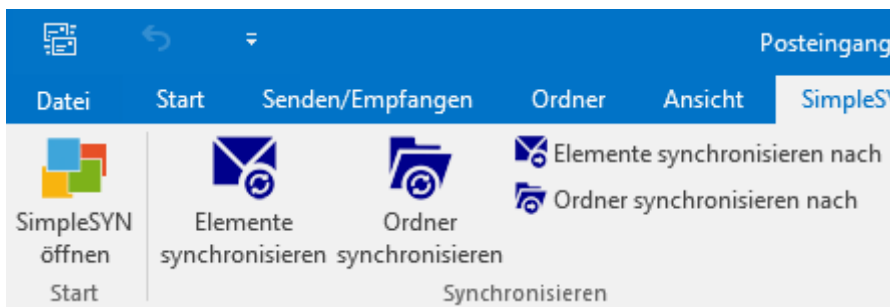 Posteingang
Datei Start Senden/Empfangen Ordner Ansicht SimpleSY
SimpleSYN
öffnen
Elemente
synchronisieren
Ordner
synchronisieren
Elemente synchronisieren nach
Ordner synchronisieren nach
Start
Synchronisieren